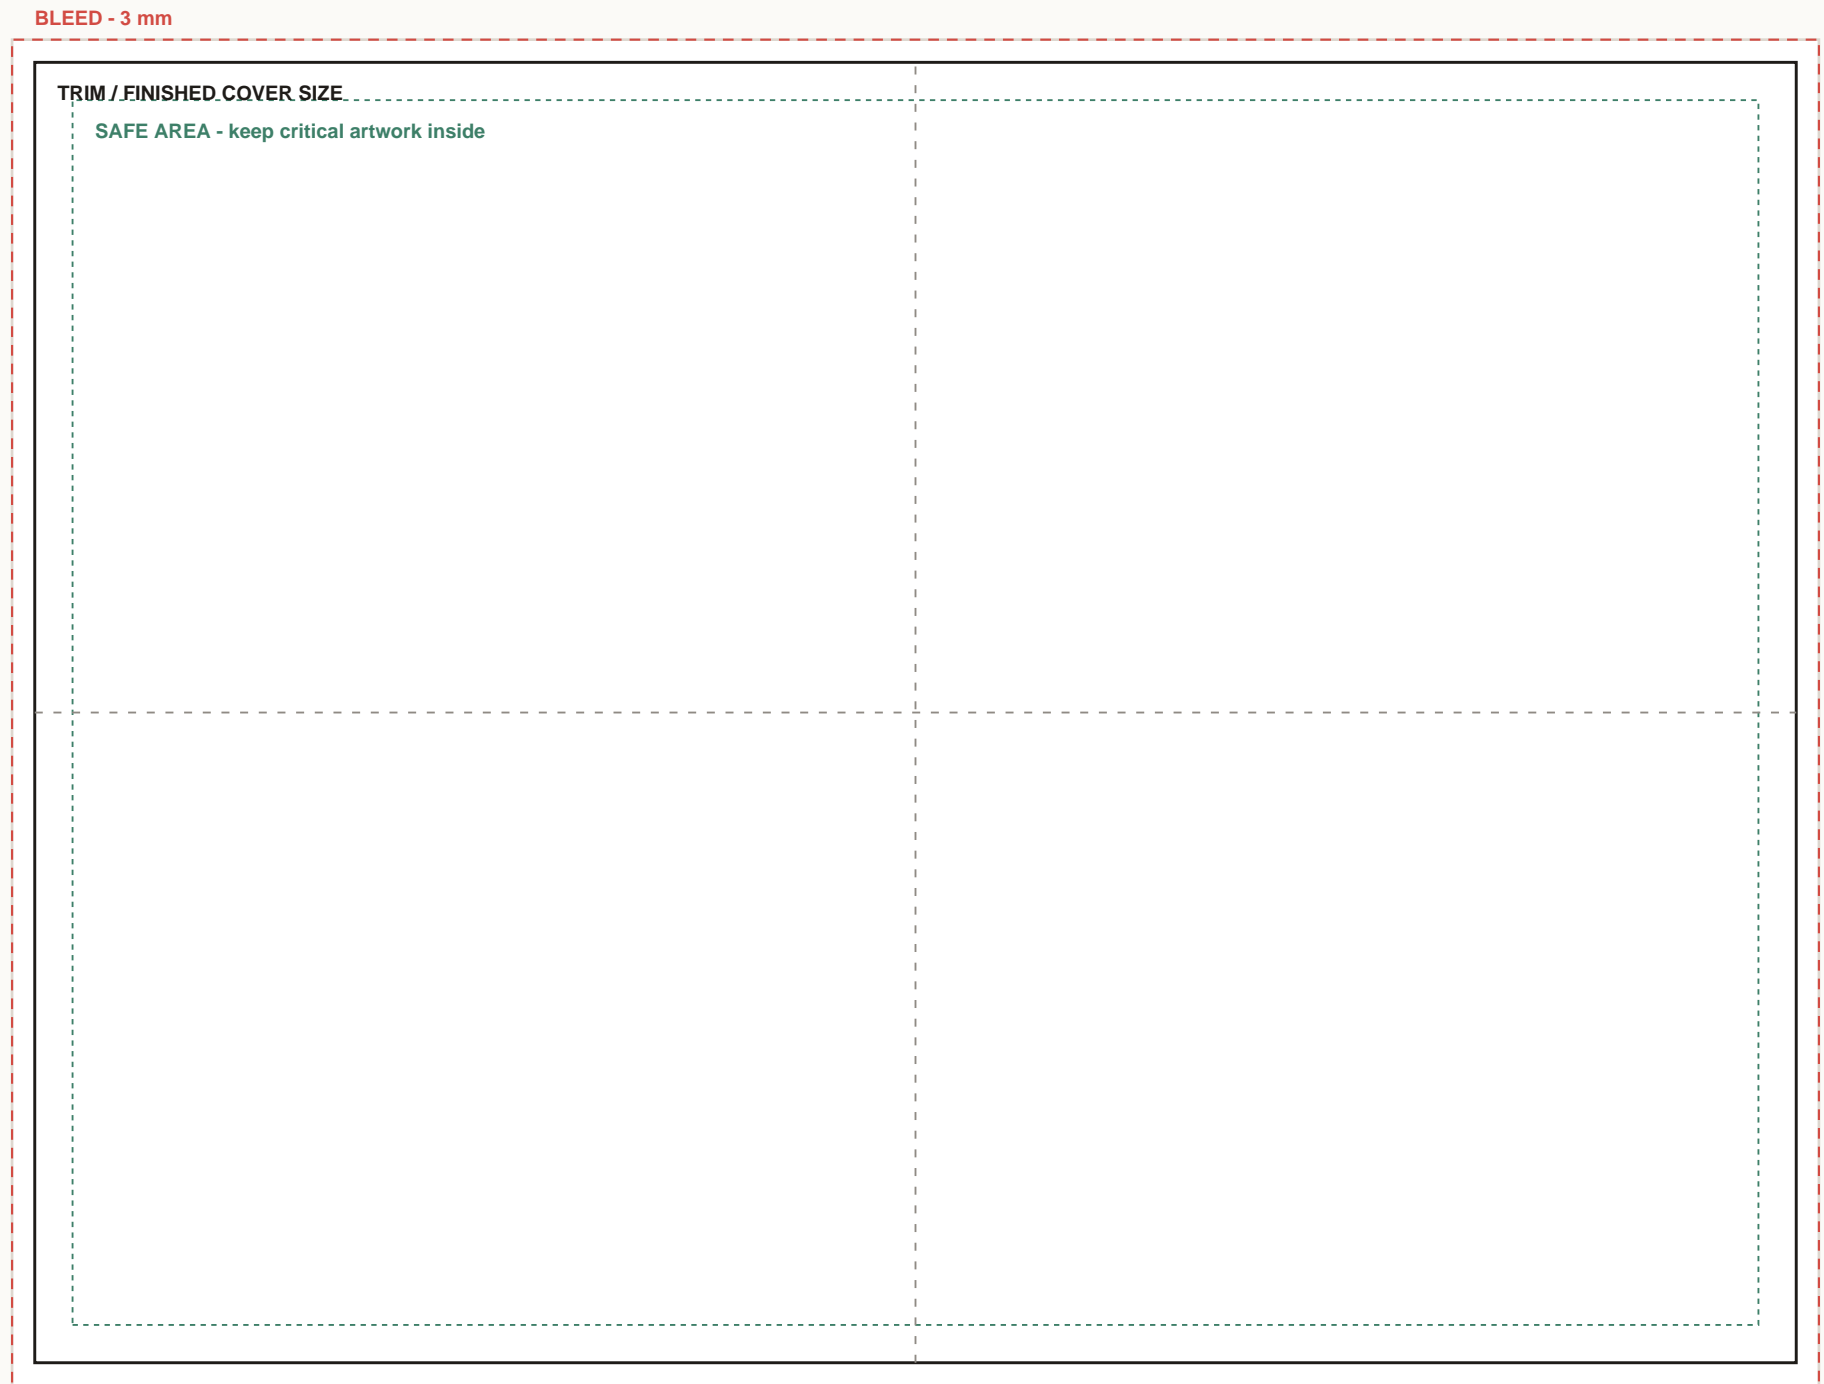 BLEED - 3 mm
TRIM / FINISHED COVER SIZE
SAFE AREA - keep critical artwork inside